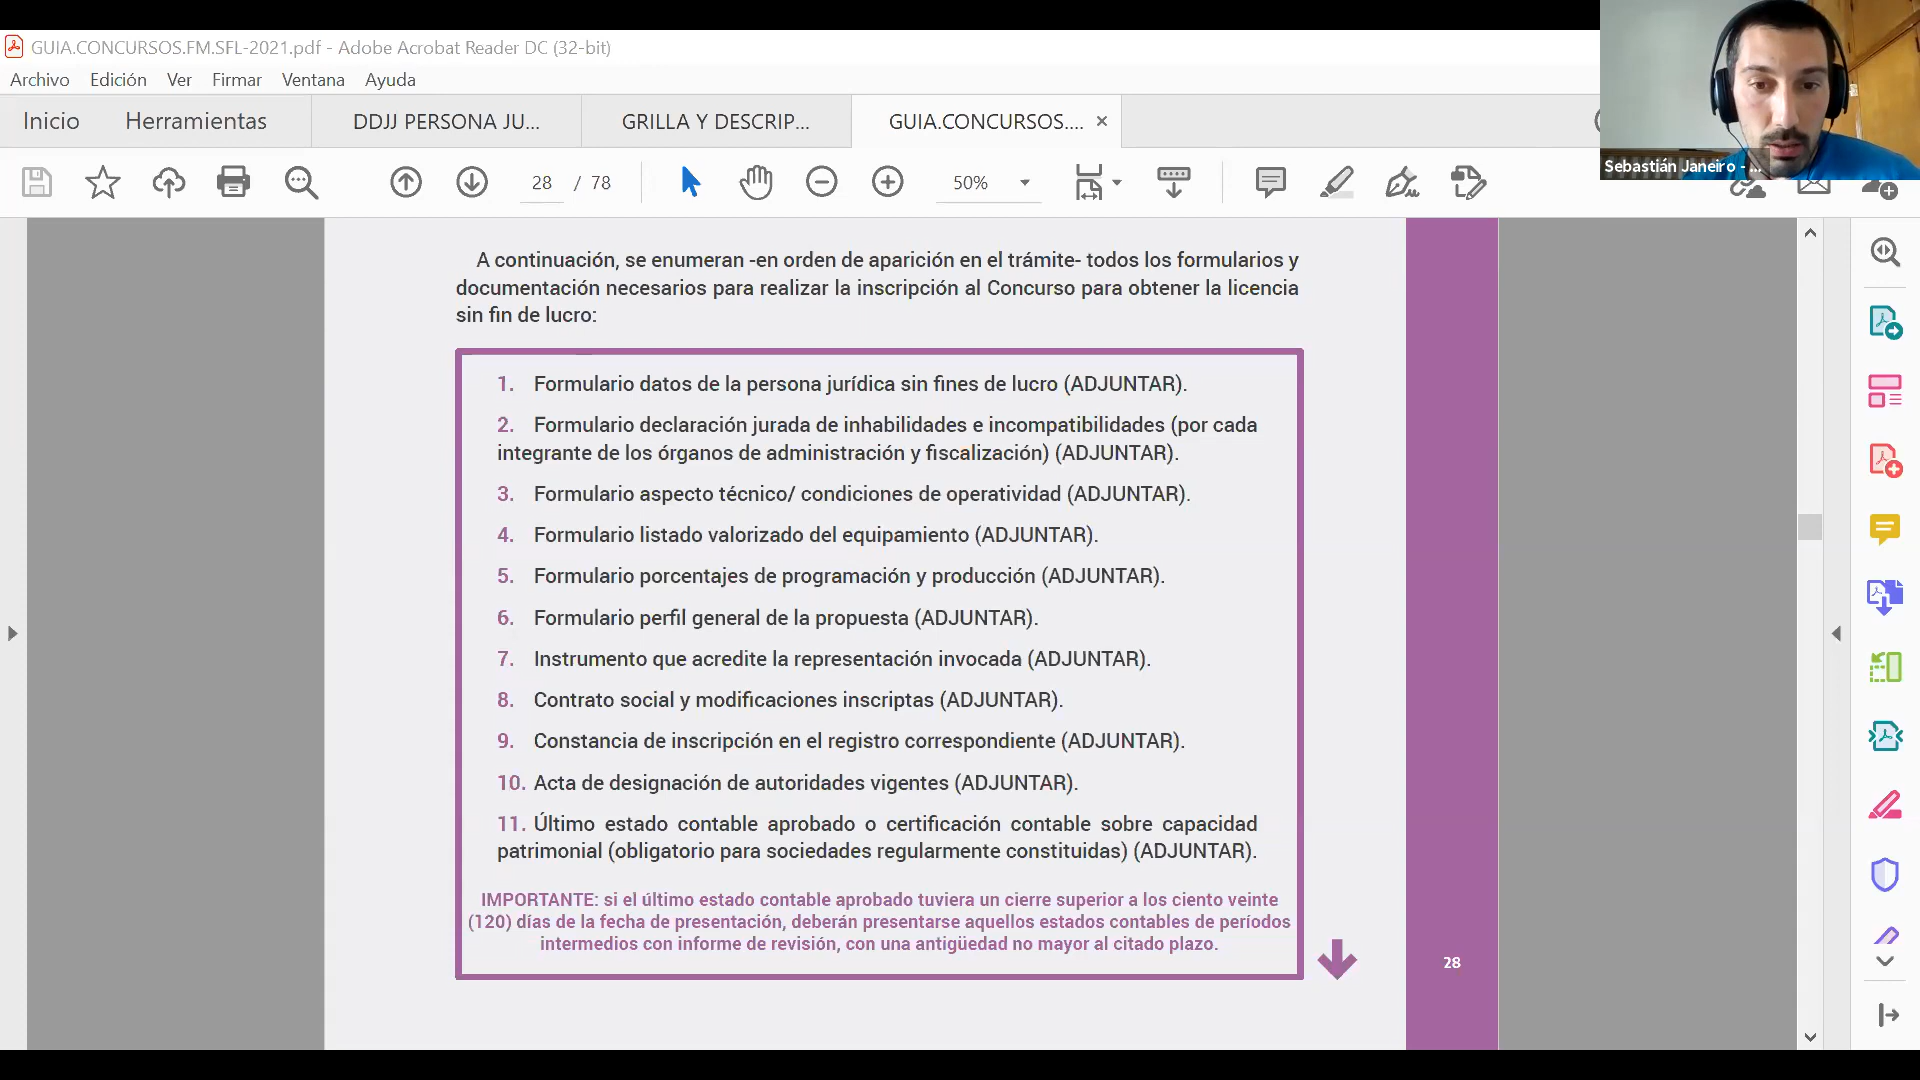 GUIA.CONCURSOS.FM.SFL-2021.pdf - Adobe Acrobat Reader DC (32-bit)
Archivo Edición Ver Firmar Ventana Ayuda
Inicio Herramientas DDJJ PERSONA JU... GRILLA Y DESCRIP... GUIA.CONCURSOS.... ×
Sebastián Janeiro - ...
28 / 78 50%
A continuación, se enumeran -en orden de aparición en el trámite- todos los formularios y
documentación necesarios para realizar la inscripción al Concurso para obtener la licencia
sin fin de lucro:
1. Formulario datos de la persona jurídica sin fines de lucro (ADJUNTAR).
2. Formulario declaración jurada de inhabilidades e incompatibilidades (por cada
integrante de los órganos de administración y fiscalización) (ADJUNTAR).
3. Formulario aspecto técnico/ condiciones de operatividad (ADJUNTAR).
4. Formulario listado valorizado del equipamiento (ADJUNTAR).
5. Formulario porcentajes de programación y producción (ADJUNTAR).
6. Formulario perfil general de la propuesta (ADJUNTAR).
7. Instrumento que acredite la representación invocada (ADJUNTAR).
8. Contrato social y modificaciones inscriptas (ADJUNTAR).
9. Constancia de inscripción en el registro correspondiente (ADJUNTAR).
10. Acta de designación de autoridades vigentes (ADJUNTAR).
11. Último estado contable aprobado o certificación contable sobre capacidad
patrimonial (obligatorio para sociedades regularmente constituidas) (ADJUNTAR).
IMPORTANTE: si el último estado contable aprobado tuviera un cierre superior a los ciento veinte
(120) días de la fecha de presentación, deberán presentarse aquellos estados contables de períodos
intermedios con informe de revisión, con una antigüedad no mayor al citado plazo.
28